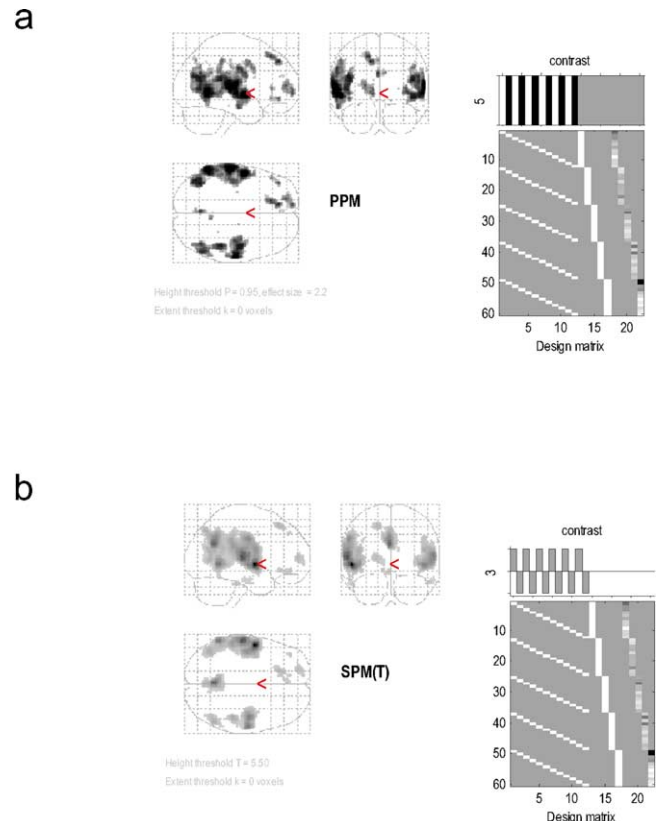 a
contrast
5
PPM
<
<
<
Height threshold P = 0.95, effect size = 2.2
Extent threshold k = 0 voxels
10
20
30
40
50
60
5 10 15 20
Design matrix
b
contrast
3
SPM(T)
<
<
<
Height threshold T = 5.50
Extent threshold k = 0 voxels
10
20
30
40
50
60
5 10 15 20
Design matrix